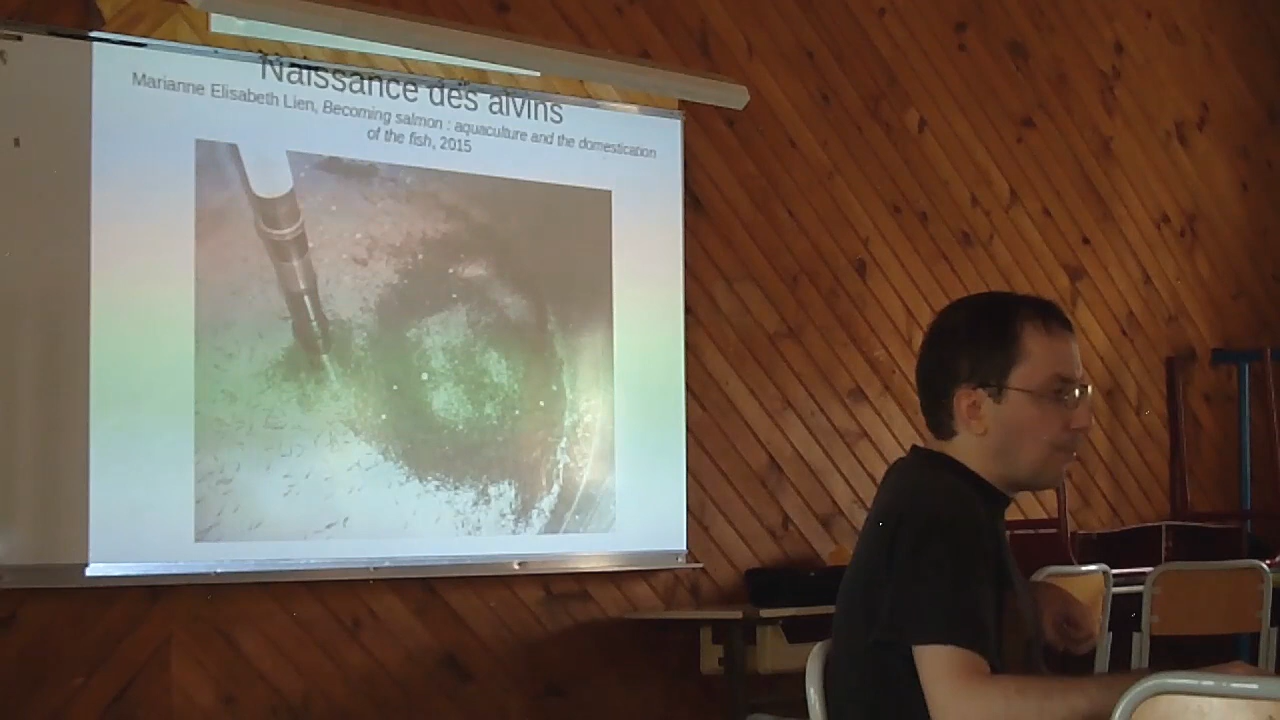 Naissance des alvins
Marianne Elisabeth Lien, Becoming salmon : aquaculture and the domestication
of the fish, 2015